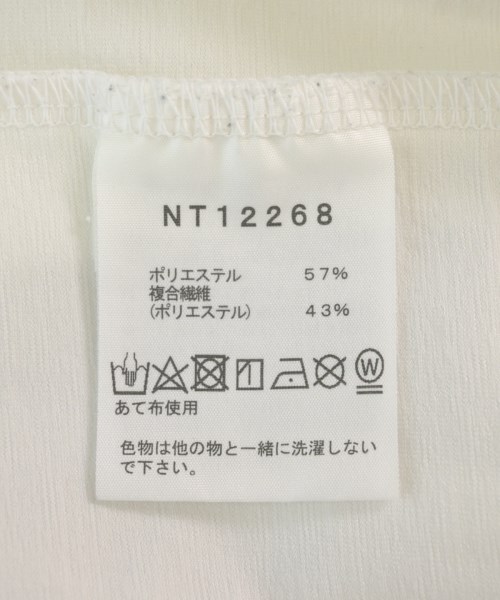 NT12268
ポリエステル 57%
複合繊維
(ポリエステル) 43%
W
あて布使用
色物は他の物と一緒に洗濯しない
で下さい。